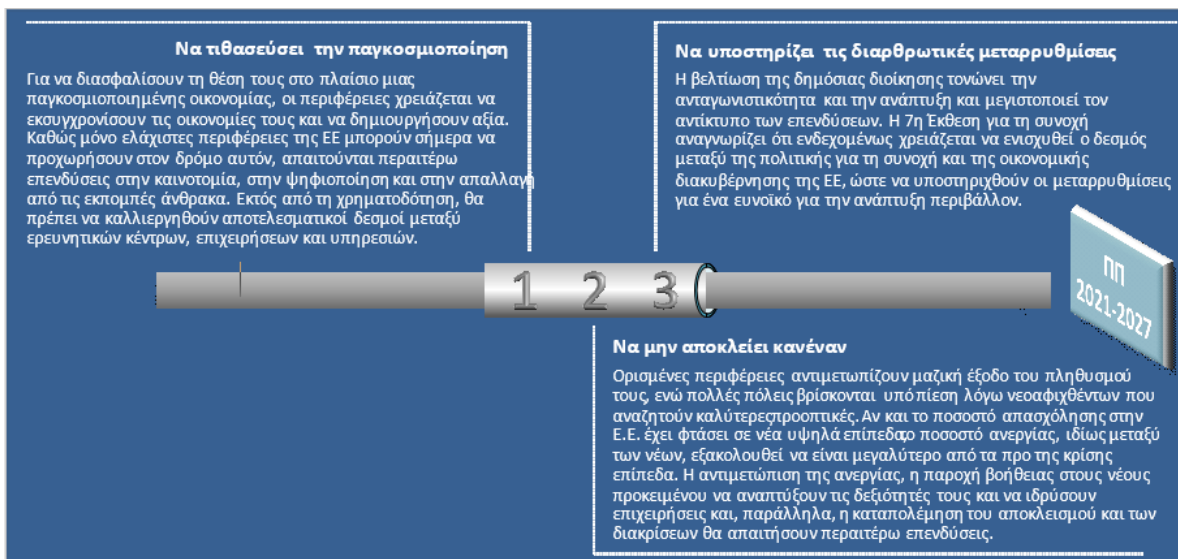 Να τιθασεύσει την παγκοσμιοποίηση
Για να διασφαλίσουν τη θέση τους στο πλαίσιο μιας
παγκοσμιοποιημένης οικονομίας, οι περιφέρειες χρειάζεται να
εκσυγχρονίσουν τις οικονομίες τους και να δημιουργήσουν αξία.
Καθώς μόνο ελάχιστες περιφέρειες της ΕΕ μπορούν σήμερα να
προχωρήσουν στον δρόμο αυτόν, απαιτούνται περαιτέρω
επενδύσεις στην καινοτομία, στην ψηφιοποίηση και στην απαλλαγή
από τις εκπομπές άνθρακα. Εκτός από τη χρηματοδότηση, θα
πρέπει να καλλιεργηθούν αποτελεσματικοί δεσμοί μεταξύ
ερευνητικών κέντρων, επιχειρήσεων και υπηρεσιών.
Να υποστηρίζει τις διαρθρωτικές μεταρρυθμίσεις
Η βελτίωση της δημόσιας διοίκησης τονώνει την
ανταγωνιστικότητα και την ανάπτυξη και μεγιστοποιεί τον
αντίκτυπο των επενδύσεων. Η 7η Έκθεση για τη συνοχή
αναγνωρίζει ότι ενδεχομένως χρειάζεται να ενισχυθεί ο δεσμός
μεταξύ της πολιτικής για τη συνοχή και της οικονομικής
διακυβέρνησης της ΕΕ, ώστε να υποστηριχθούν οι μεταρρυθμίσεις
για ένα ευνοϊκό για την ανάπτυξη περιβάλλον.
1 2 3
ΠΠ
2021-2027
Να μην αποκλείει κανέναν
Ορισμένες περιφέρειες αντιμετωπίζουν μαζική έξοδο του πληθυσμού
τους, ενώ πολλές πόλεις βρίσκονται υπό πίεση λόγω νεοαφιχθέντων που
αναζητούν καλύτερες προοπτικές. Αν και το ποσοστό απασχόλησης στην
Ε.Ε. έχει φτάσει σε νέα υψηλά επίπεδα, ο ποσοστό ανεργίας, ιδίως μεταξύ
των νέων, εξακολουθεί να είναι μεγαλύτερο από τα προ της κρίσης
επίπεδα. Η αντιμετώπιση της ανεργίας, η παροχή βοήθειας στους νέους
προκειμένου να αναπτύξουν τις δεξιότητές τους και να ιδρύσουν
επιχειρήσεις και, παράλληλα, η καταπολέμηση του αποκλεισμού και των
διακρίσεων θα απαιτήσουν περαιτέρω επενδύσεις.